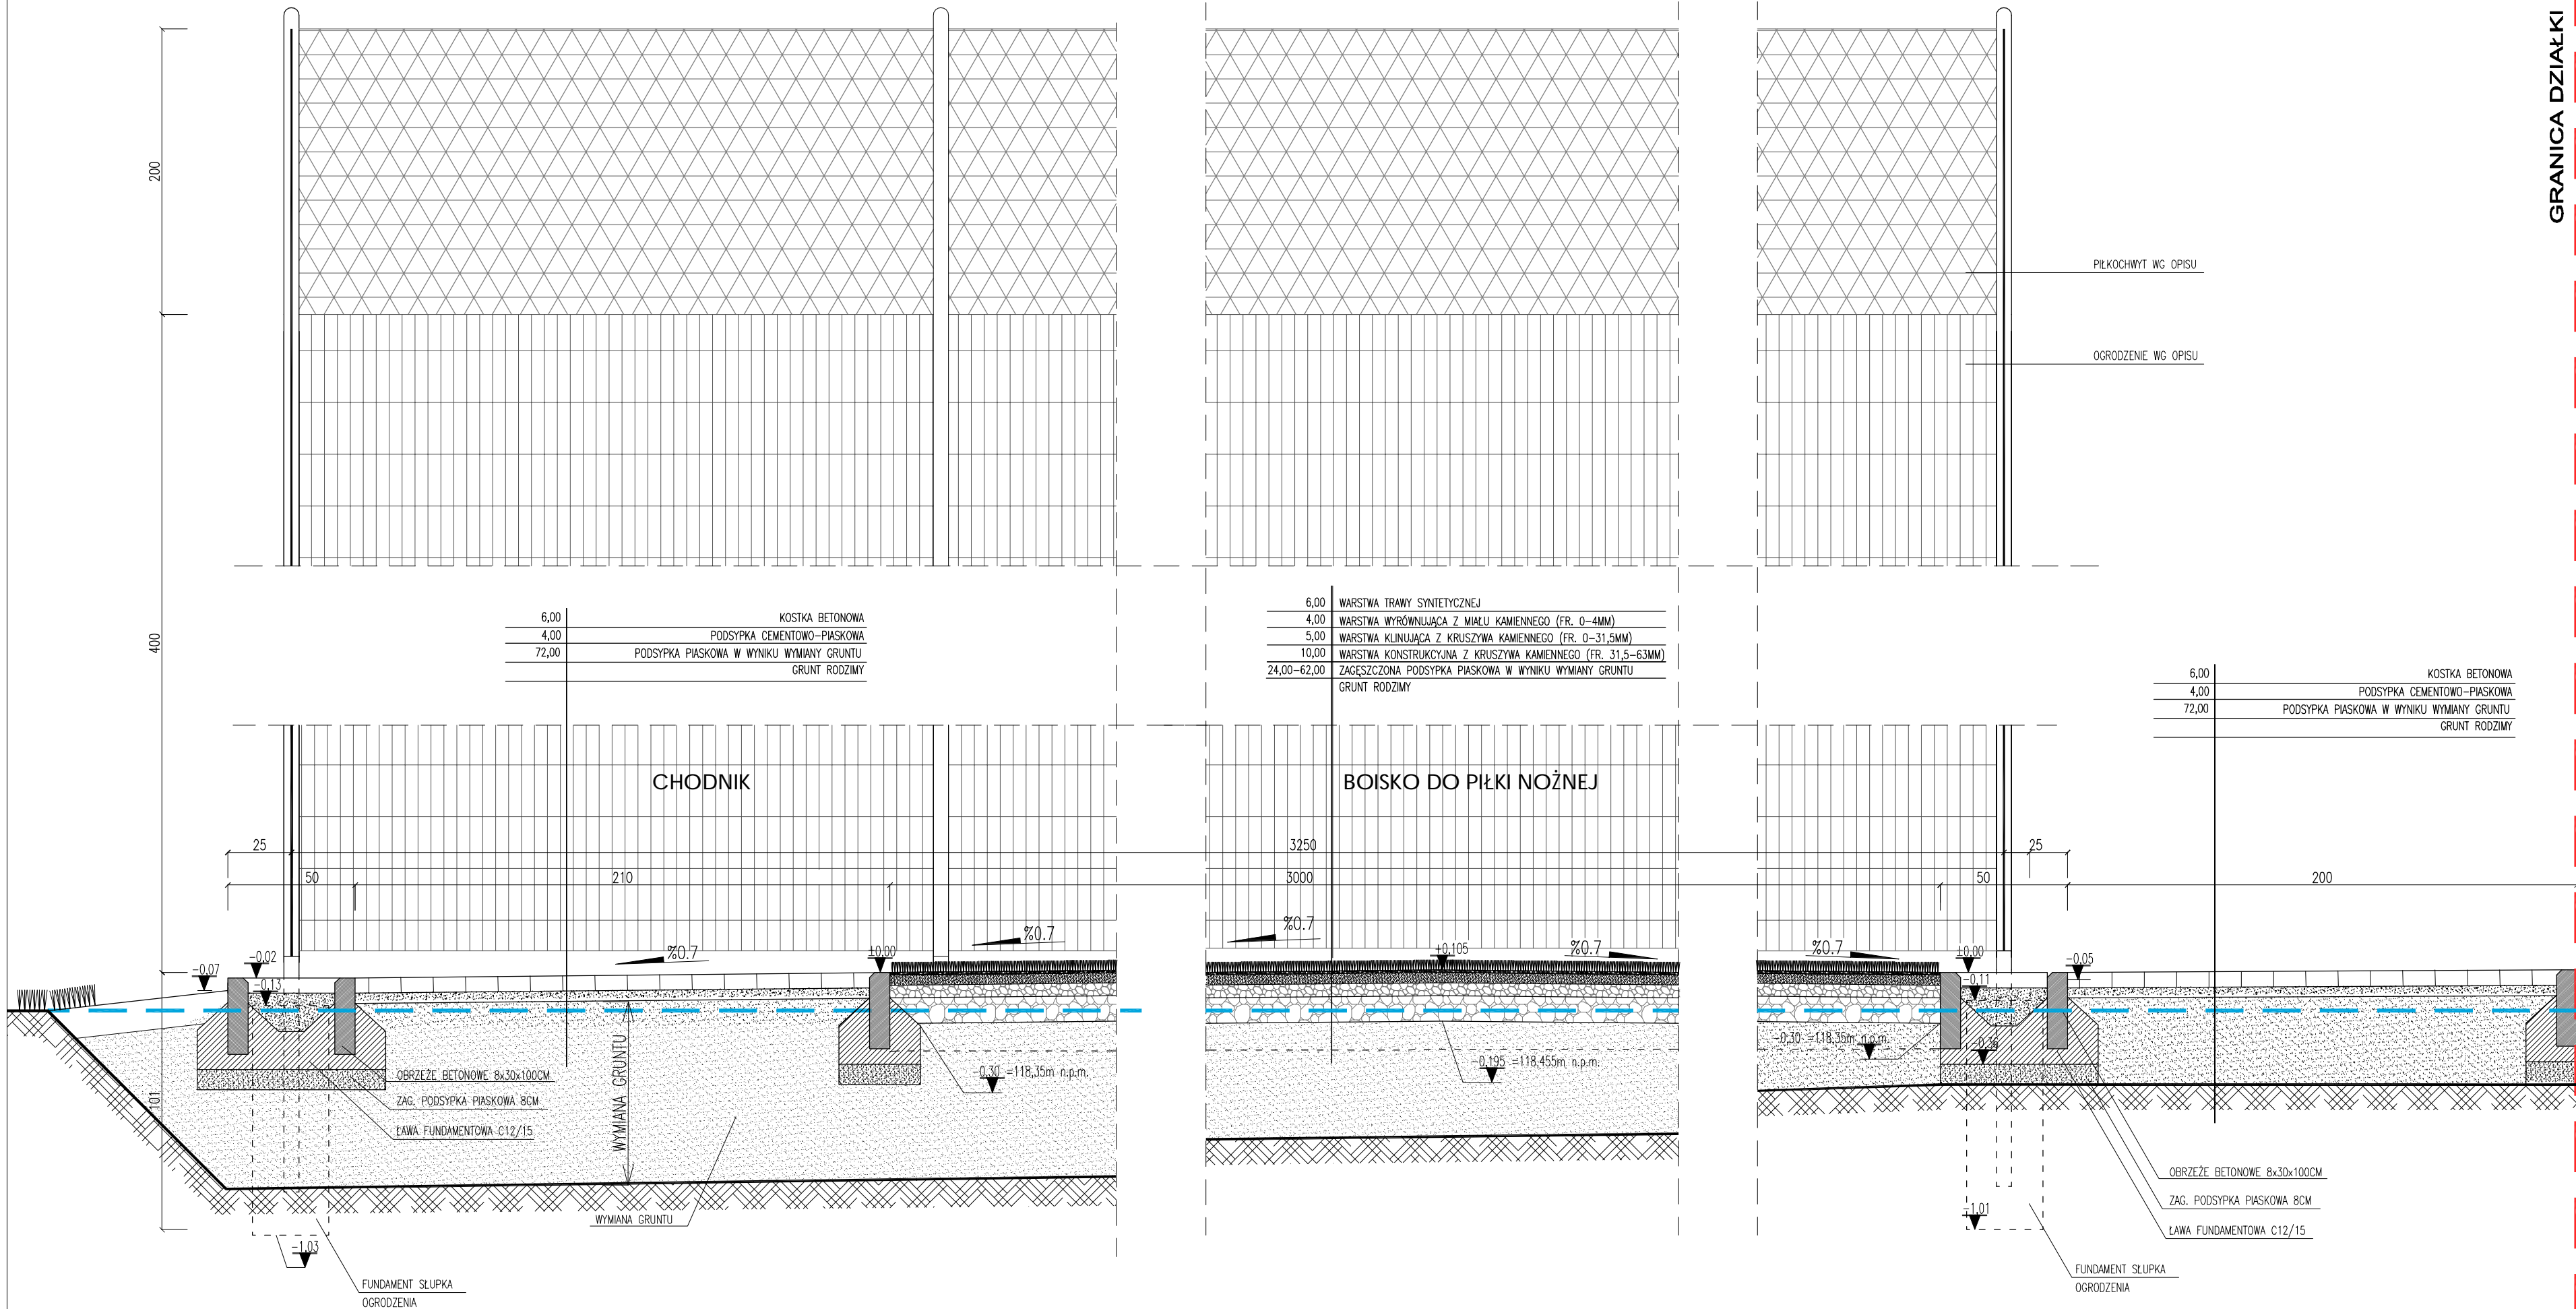 GRANICA DZIAŁKI
200
PIŁKOCHWYT WG OPISU
OGRODZENIE WG OPISU
400
6,00 KOSTKA BETONOWA
4,00 PODSYPKA CEMENTOWO-PIASKOWA
72,00 PODSYPKA PIASKOWA W WYNIKU WYMIANY GRUNTU
GRUNT RODZIMY
6,00 WARSTWA TRAWY SYNTETYCZNEJ
4,00 WARSTWA WYRÓWNUJĄCA Z MIAŁU KAMIENNEGO (FR. 0-4MM)
5,00 WARSTWA KLINUJĄCA Z KRUSZYWA KAMIENNEGO (FR. 0-31,5MM)
10,00 WARSTWA KONSTRUKCYJNA Z KRUSZYWA KAMIENNEGO (FR. 31,5-63MM)
24,00-62,00 ZAGĘSZCZONA PODSYPKA PIASKOWA W WYNIKU WYMIANY GRUNTU
GRUNT RODZIMY
6,00 KOSTKA BETONOWA
4,00 PODSYPKA CEMENTOWO-PIASKOWA
72,00 PODSYPKA PIASKOWA W WYNIKU WYMIANY GRUNTU
GRUNT RODZIMY
CHODNIK
BOISKO DO PIŁKI NOŻNEJ
25
3250
25
50
210
3000
50
200
%0.7
%0.7
%0.7
%0.7
%0.7
-0,07
-0,02
-0,13
±0,00
+0,105
±0,00
-0,11
-0,05
-0,36
-0,30 =118,35m n.p.m.
-0,195 =118,455m n.p.m.
-0,30 =118,35m n.p.m.
WYMIANA GRUNTU
101
OBRZEŻE BETONOWE 8x30x100CM
ZAG. PODSYPKA PIASKOWA 8CM
ŁAWA FUNDAMENTOWA C12/15
WYMIANA GRUNTU
-1,03
FUNDAMENT SŁUPKA
OGRODZENIA
OBRZEŻE BETONOWE 8x30x100CM
ZAG. PODSYPKA PIASKOWA 8CM
ŁAWA FUNDAMENTOWA C12/15
-1,01
FUNDAMENT SŁUPKA
OGRODZENIA